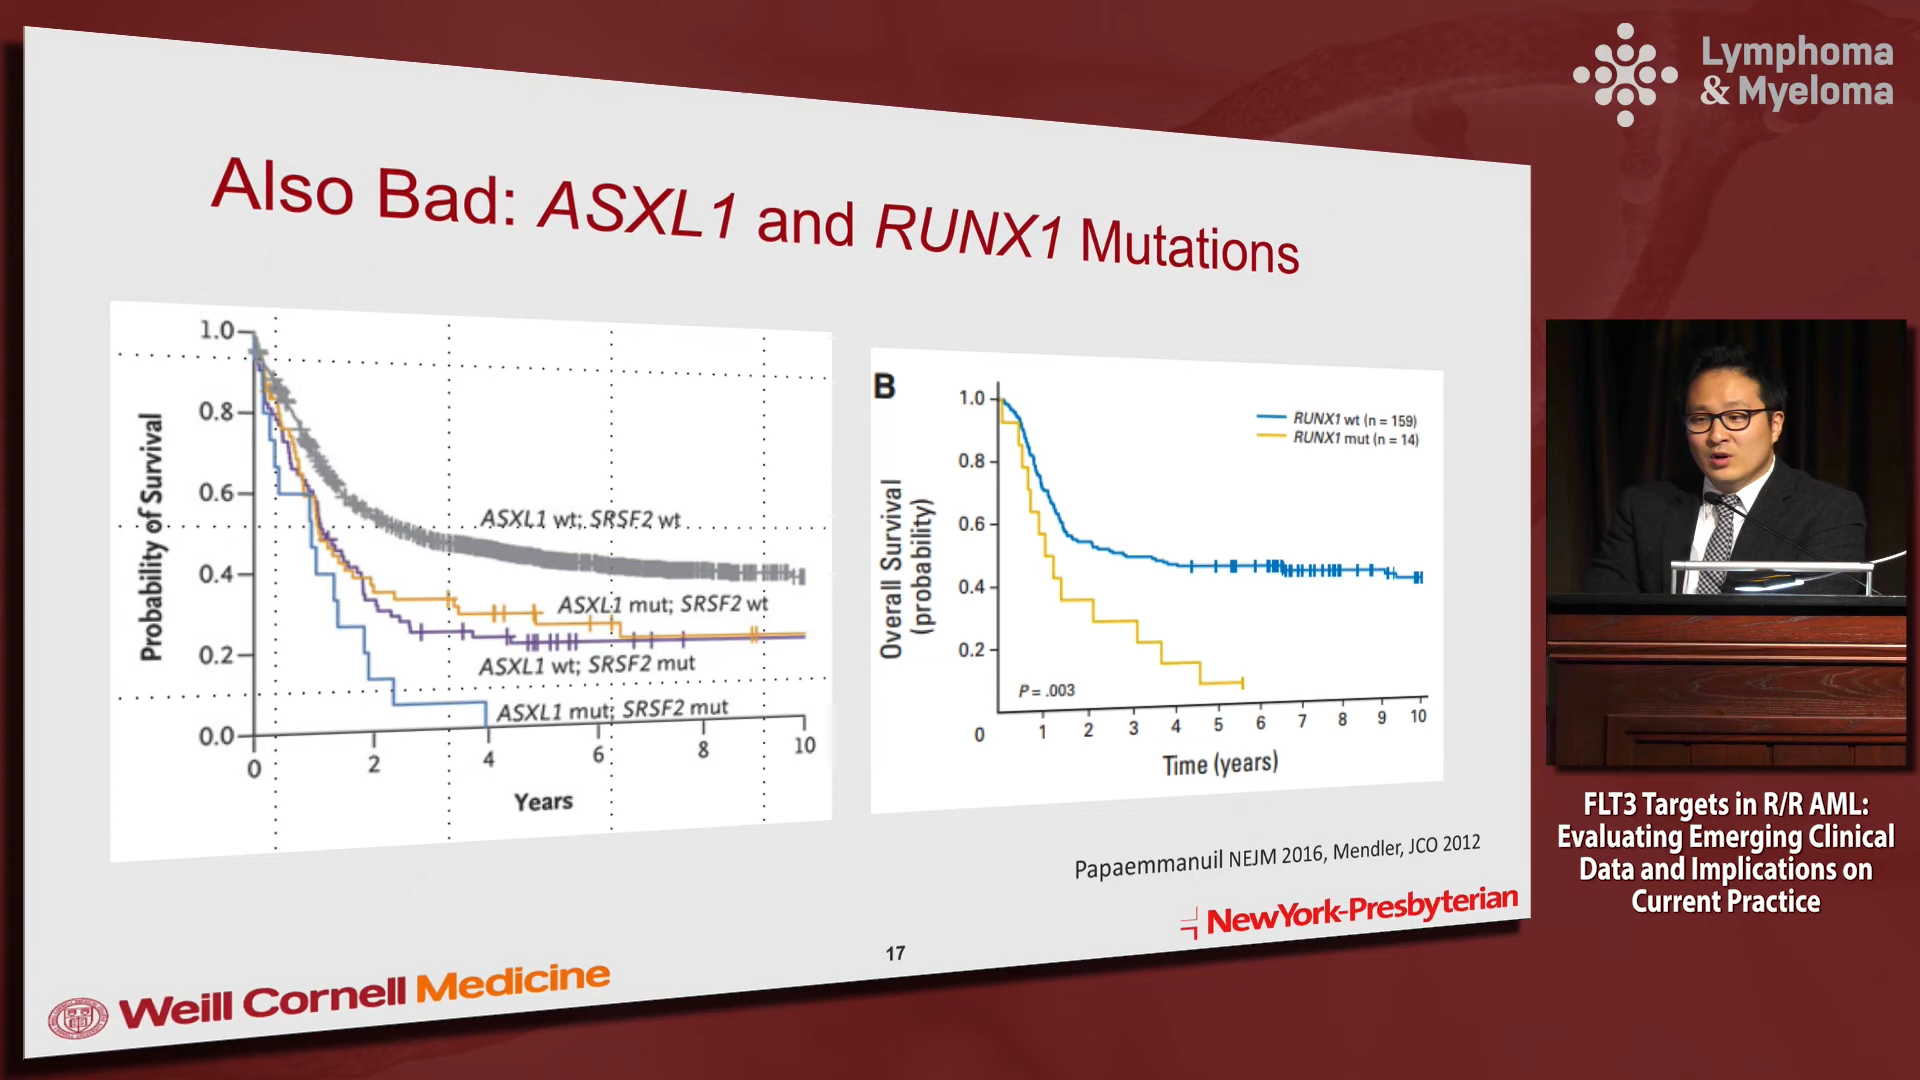 Lymphoma
& Myeloma
Also Bad: ASXL1 and RUNX1 Mutations
1.0
0.8
0.6
0.4
0.2
0.0
Probability of Survival
ASXL1 wt; SRSF2 wt
ASXL1 mut; SRSF2 wt
ASXL1 wt; SRSF2 mut
ASXL1 mut; SRSF2 mut
0 2 4 6 8 10
Years
B
1.0
0.8
0.6
0.4
0.2
Overall Survival
(probability)
RUNX1 wt (n = 159)
RUNX1 mut (n = 14)
P = .003
0 1 2 3 4 5 6 7 8 9 10
Time (years)
Papaemmanuil NEJM 2016, Mendler, JCO 2012
NewYork-Presbyterian
17
Weill Cornell Medicine
FLT3 Targets in R/R AML:
Evaluating Emerging Clinical
Data and Implications on
Current Practice